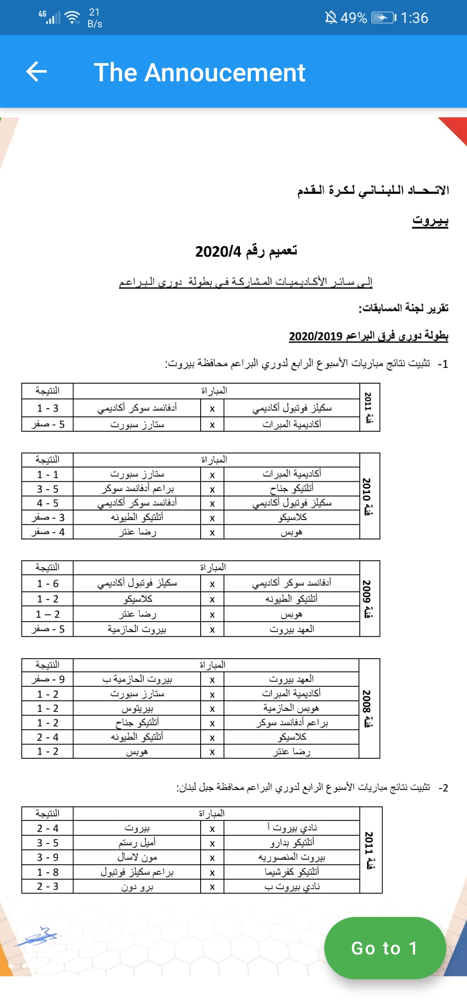 4G 21 B/s 49% 1:36
The Annoucement
الاتحاد اللبناني لكرة القدم
بيروت
تعميم رقم 2020/4
إلى سائر الأكاديميات المشاركة في بطولة دوري البراعم
تقرير لجنة المسابقات:
بطولة دوري فرق البراعم 2020/2019
1- تثبيت نتائج مباريات الأسبوع الرابع لدوري البراعم محافظة بيروت:
فئة 2011
المباراة النتيجة
سكيلز فوتبول أكاديمي x أدفانسد سوكر أكاديمي 3 - 1
أكاديمية المبرات x ستارز سبورت 5 - صفر
فئة 2010
المباراة النتيجة
أكاديمية المبرات x ستارز سبورت 1 - 1
أتلتيكو جناح x براعم أدفانسد سوكر 5 - 3
سكيلز فوتبول أكاديمي x أدفانسد سوكر أكاديمي 5 - 4
كلاسيكو x أتلتيكو الطيونه 3 - صفر
هوبس x رضا عنتر 4 - صفر
فئة 2009
المباراة النتيجة
أدفانسد سوكر أكاديمي x سكيلز فوتبول أكاديمي 6 - 1
أتلتيكو الطيونه x كلاسيكو 2 - 1
هوبس x رضا عنتر 2 – 1
العهد بيروت x بيروت الحازمية 5 - صفر
فئة 2008
المباراة النتيجة
العهد بيروت x بيروت الحازمية ب 9 - صفر
أكاديمية المبرات x ستارز سبورت 2 - 1
هوبس الحازمية x بيريتوس 2 - 1
براعم أدفانسد سوكر x أتلتيكو جناح 2 - 1
كلاسيكو x أتلتيكو الطيونه 4 - 2
رضا عنتر x هوبس 2 - 1
2- تثبيت نتائج مباريات الأسبوع الرابع لدوري البراعم محافظة جبل لبنان:
فئة 2011
المباراة النتيجة
نادي بيروت أ x بيروت 4 - 2
أتلتيكو بدارو x أميل رستم 5 - 3
بيروت المنصوريه x مون لاسال 9 - 3
أتلتيكو كفرشيما x براعم سكيلز فوتبول 8 - 1
نادي بيروت ب x برو دون 3 - 2
Go to 1